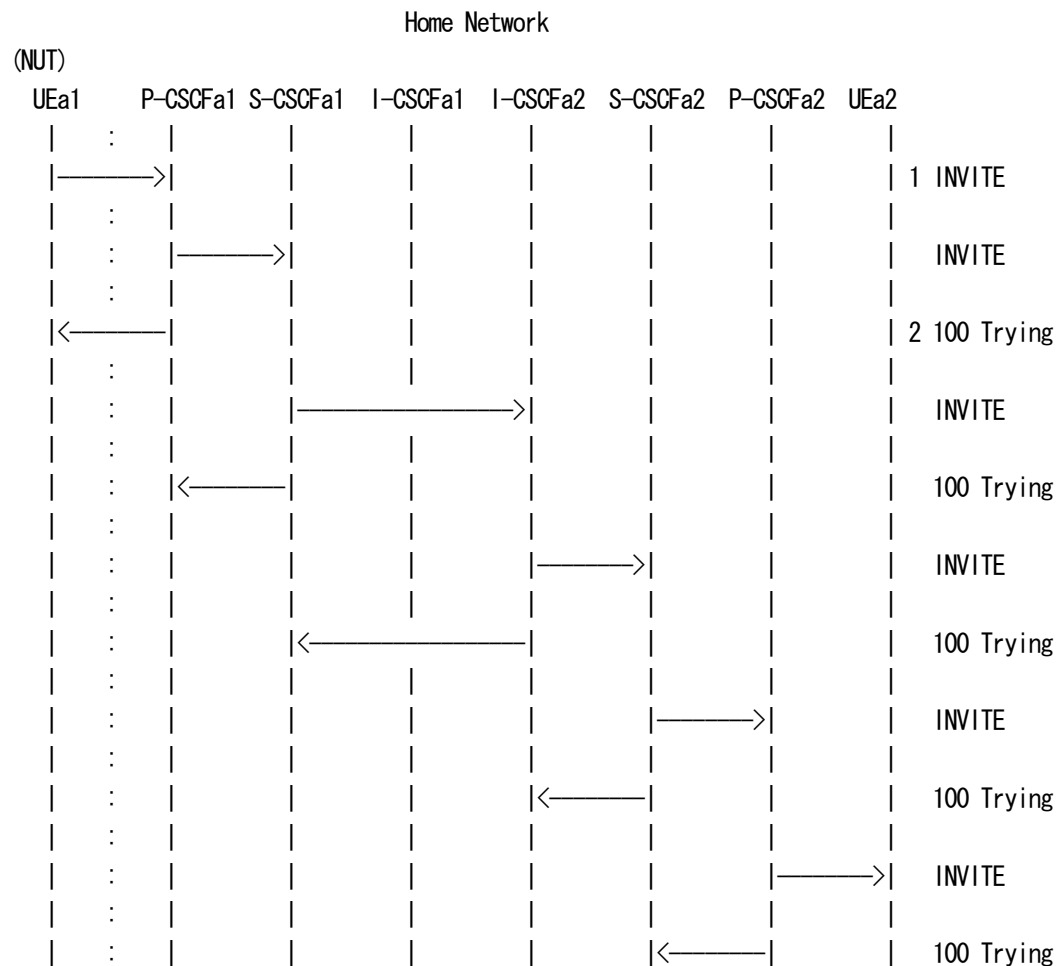 Home Network
(NUT)
UEa1 P-CSCFa1 S-CSCFa1 I-CSCFa1 I-CSCFa2 S-CSCFa2 P-CSCFa2 UEa2
1 INVITE
INVITE
2 100 Trying
INVITE
100 Trying
INVITE
100 Trying
INVITE
100 Trying
INVITE
100 Trying